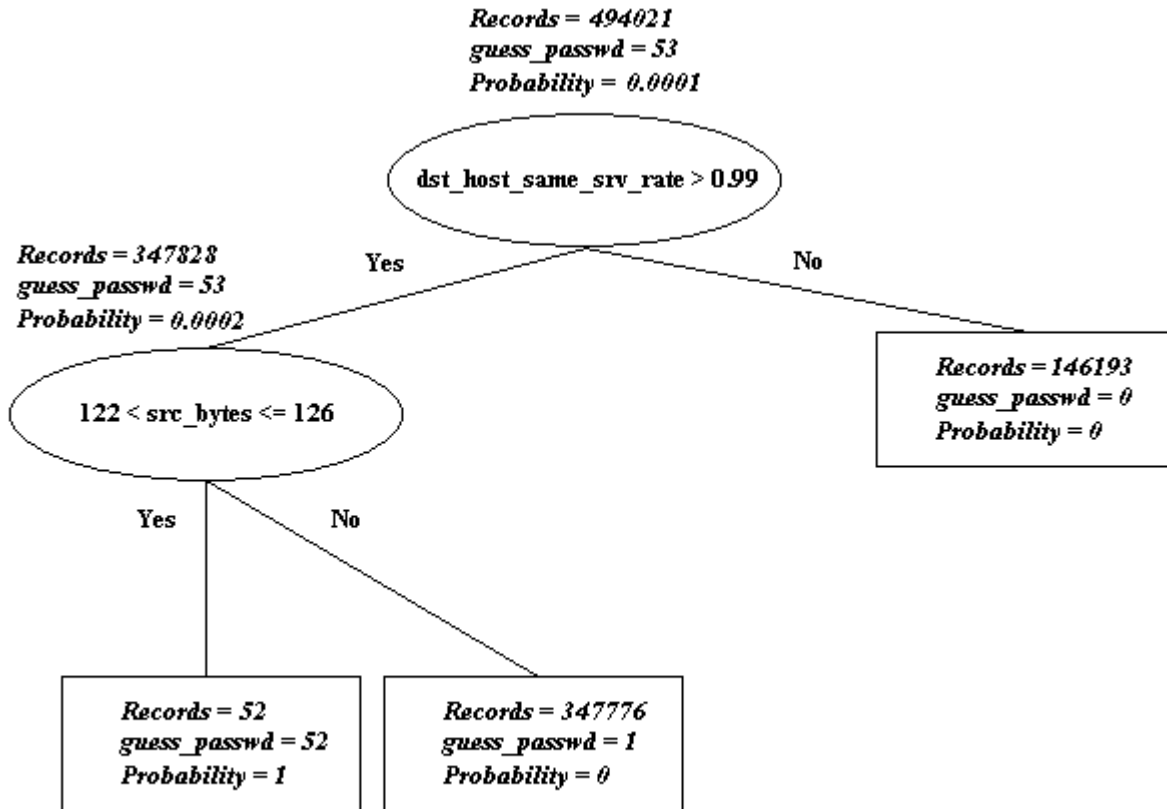 Records = 494021
guess_passwd = 53
Probability = 0.0001
dst_host_same_srv_rate > 0.99
Records = 347828
guess_passwd = 53
Probability = 0.0002
Yes
No
122 < src_bytes <= 126
Records = 146193
guess_passwd = 0
Probability = 0
Yes
No
Records = 52
guess_passwd = 52
Probability = 1
Records = 347776
guess_passwd = 1
Probability = 0